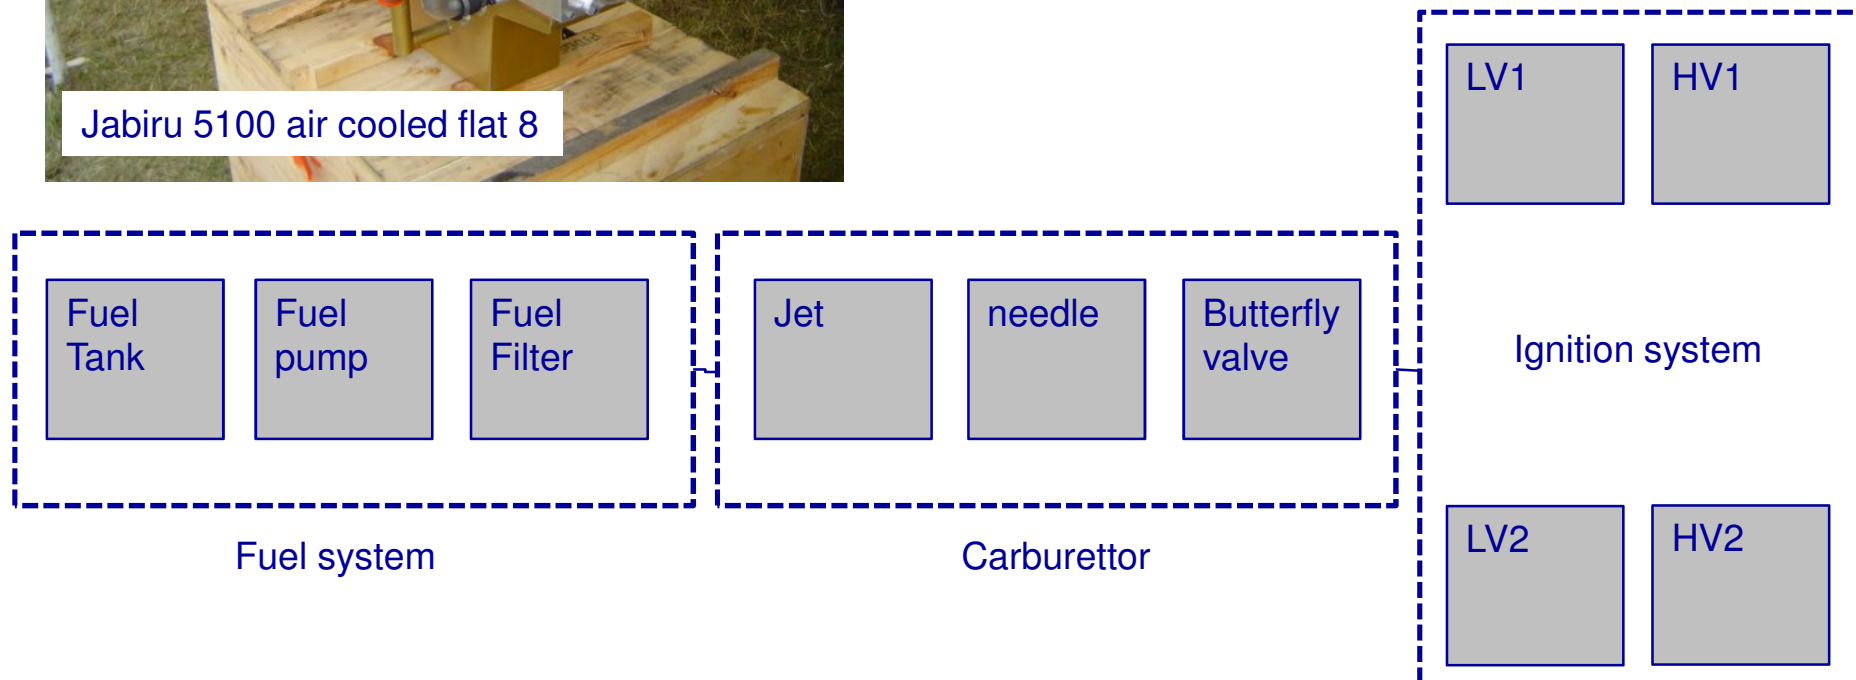 Jabiru 5100 air cooled flat 8
LV1
HV1
Fuel
Tank
Fuel
pump
Fuel
Filter
Jet
needle
Butterfly
valve
Ignition system
LV2
HV2
Fuel system
Carburettor